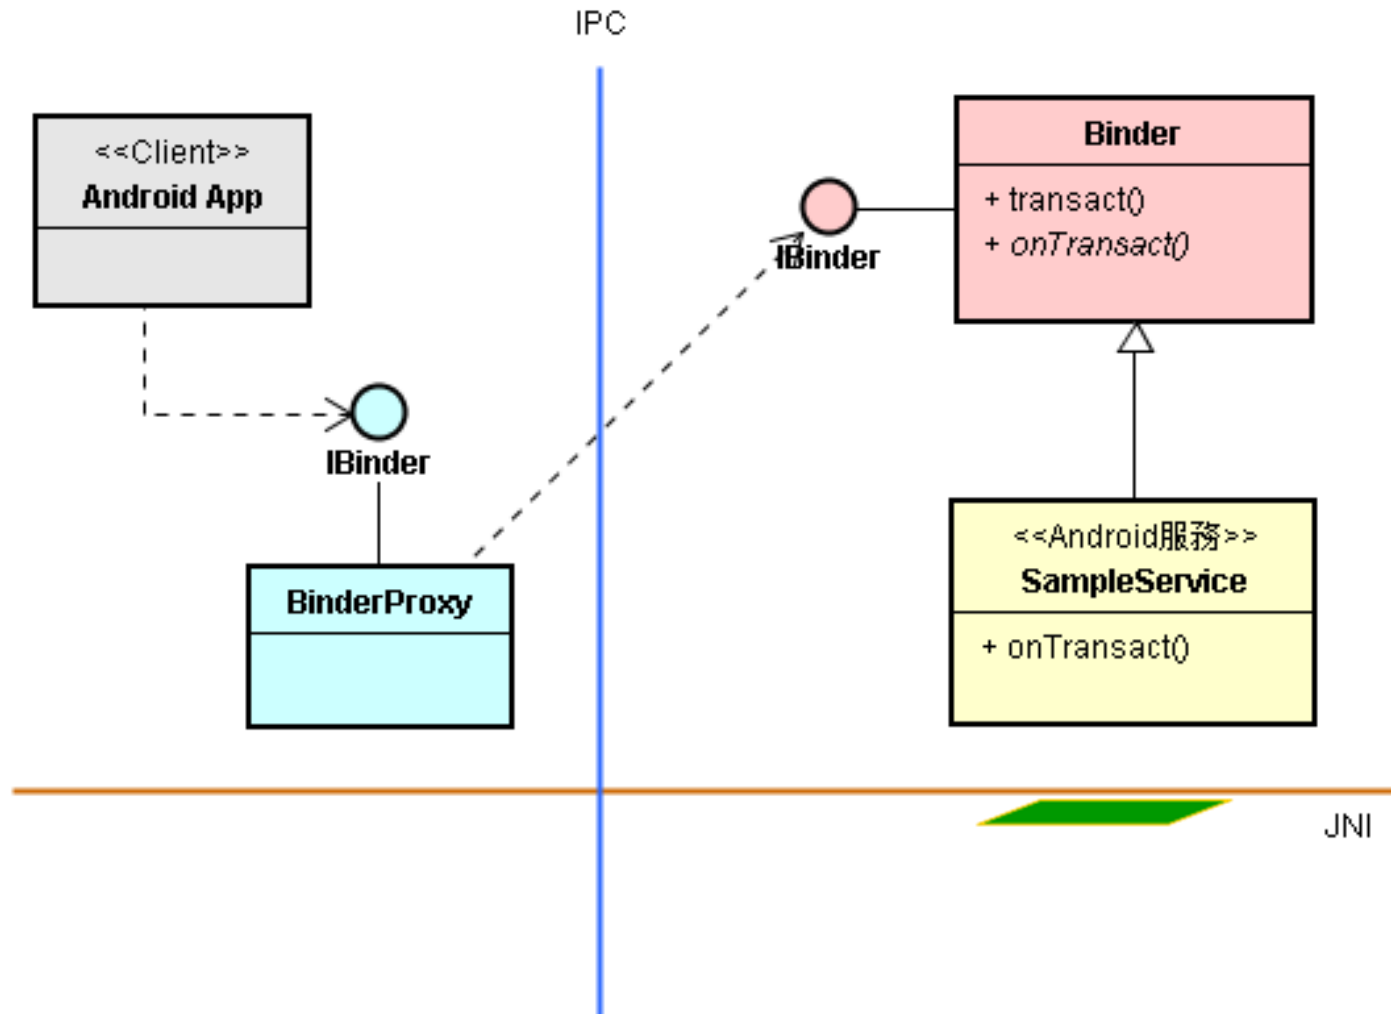 IPC
<<Client>>
Android App
Binder
+ transact()
+ onTransact()
IBinder
IBinder
<<Android服務>>
SampleService
+ onTransact()
BinderProxy
JNI